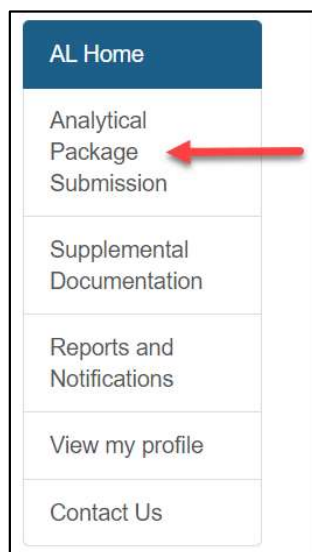 AL Home
Analytical
Package
Submission
Supplemental
Documentation
Reports and
Notifications
View my profile
Contact Us